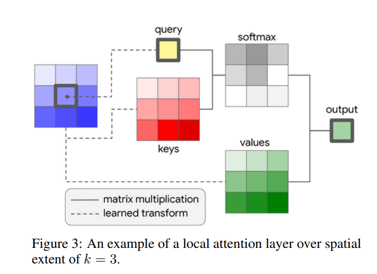 query
softmax
keys
values
output
matrix multiplication
learned transform
Figure 3: An example of a local attention layer over spatial
extent of k = 3.